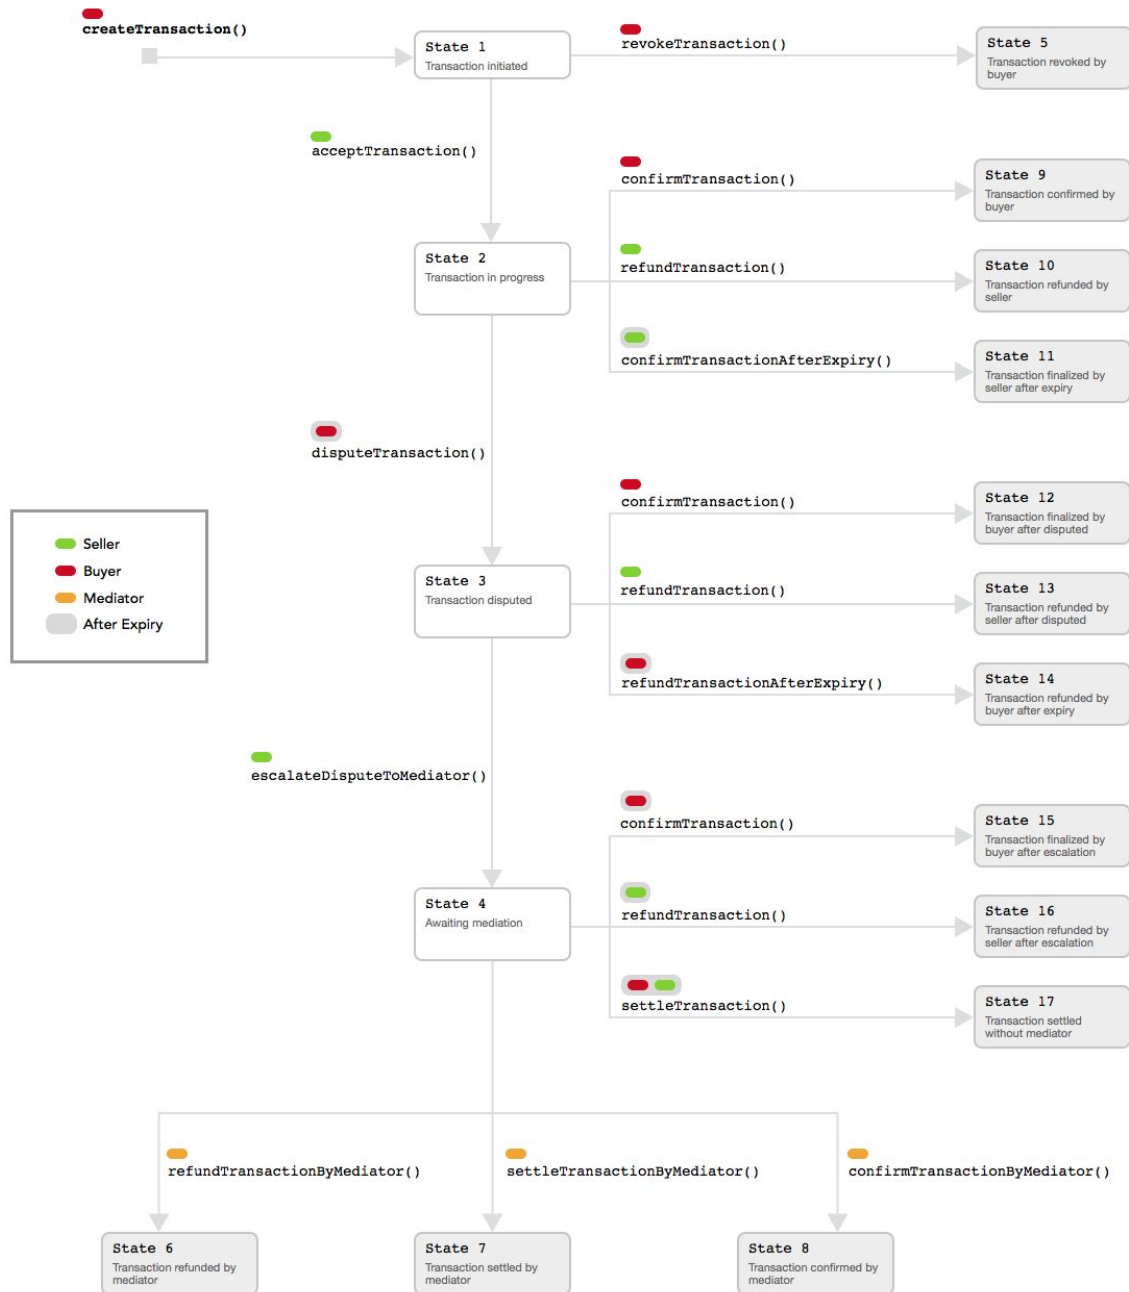 createTransaction()
State 1
Transaction initiated
revokeTransaction()
State 5
Transaction revoked by
buyer
acceptTransaction()
confirmTransaction()
State 9
Transaction confirmed by
buyer
State 2
Transaction in progress
refundTransaction()
State 10
Transaction refunded by
seller
confirmTransactionAfterExpiry()
State 11
Transaction finalized by
seller after expiry
disputeTransaction()
confirmTransaction()
State 12
Transaction finalized by
buyer after disputed
Seller
Buyer
Mediator
After Expiry
State 3
Transaction disputed
refundTransaction()
State 13
Transaction refunded by
seller after disputed
refundTransactionAfterExpiry()
State 14
Transaction refunded by
buyer after expiry
escalateDisputeToMediator()
confirmTransaction()
State 15
Transaction finalized by
buyer after escalation
State 4
Awaiting mediation
refundTransaction()
State 16
Transaction refunded by
seller after escalation
settleTransaction()
State 17
Transaction settled
without mediator
refundTransactionByMediator()
settleTransactionByMediator()
confirmTransactionByMediator()
State 6
Transaction refunded by
mediator
State 7
Transaction settled by
mediator
State 8
Transaction confirmed by
mediator